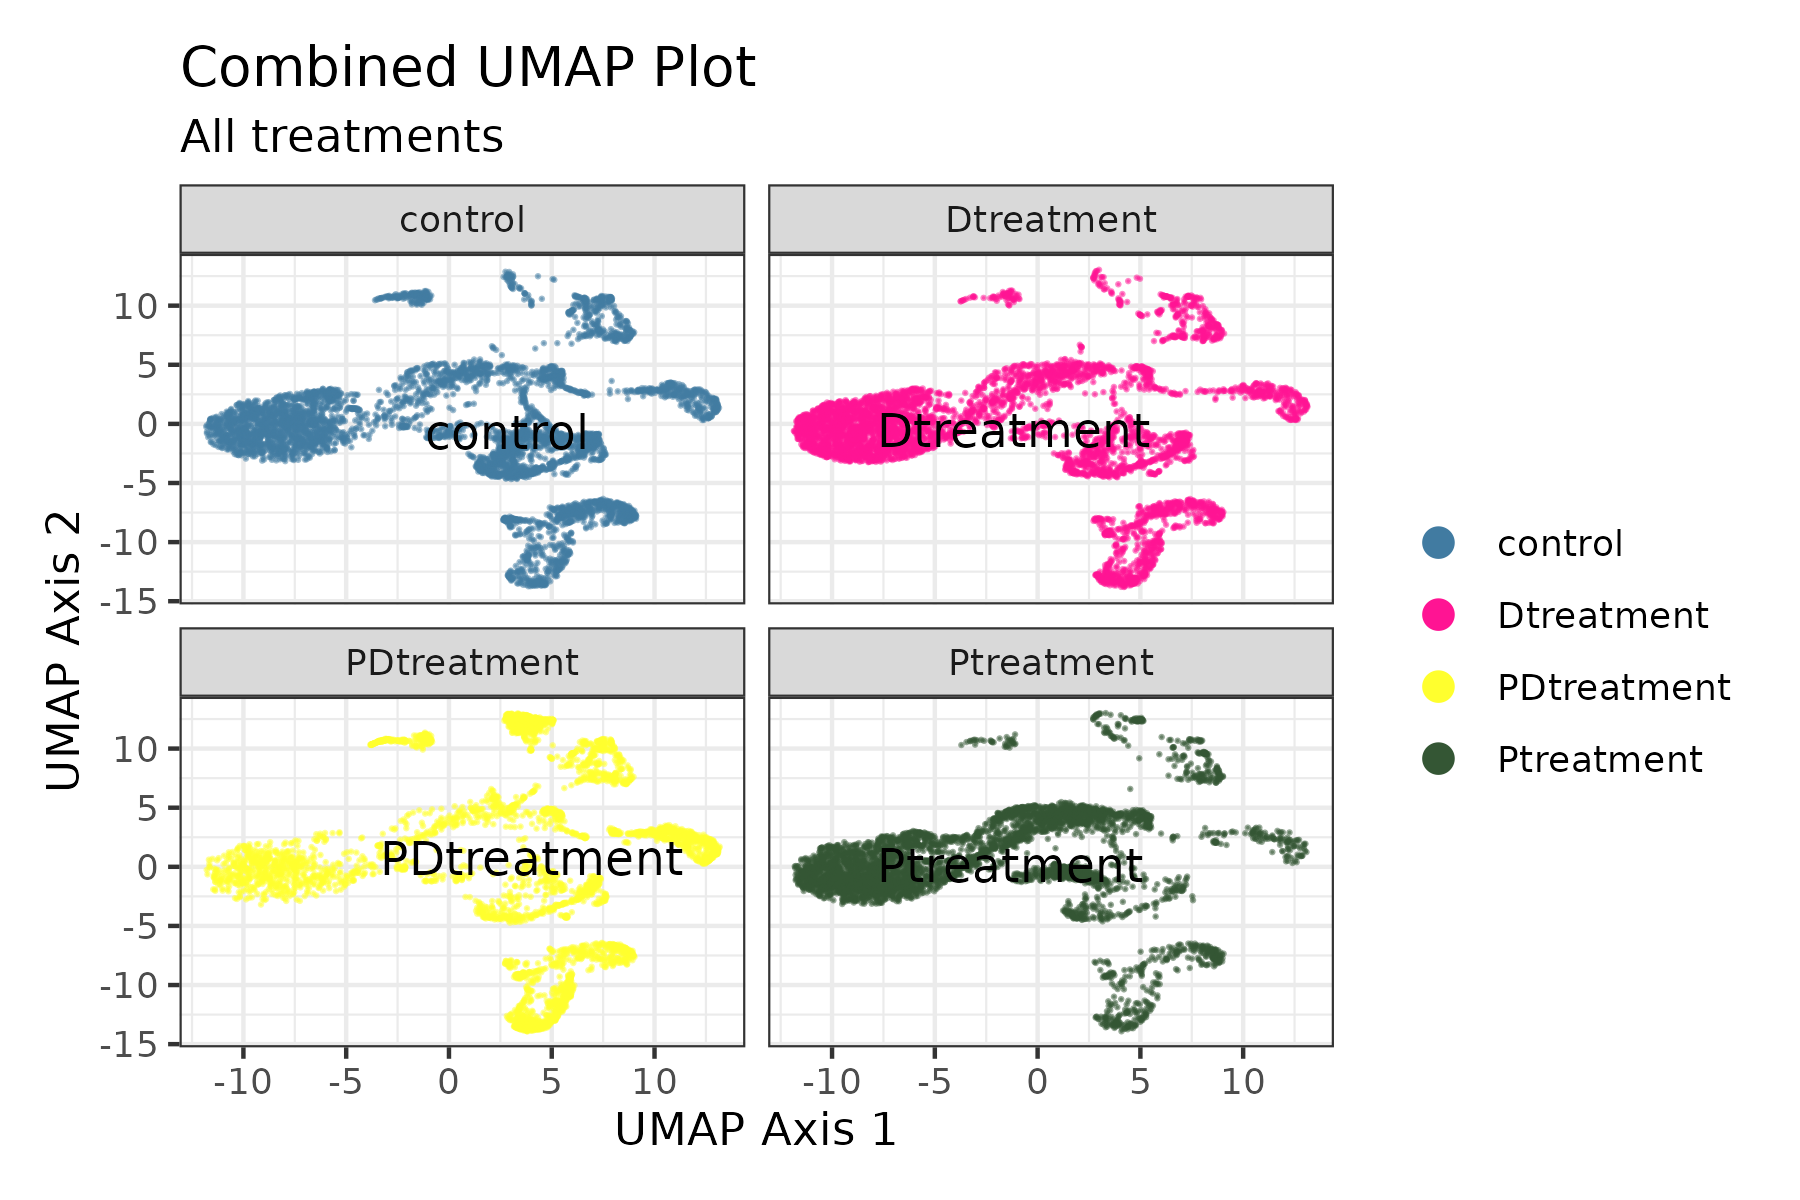 Combined UMAP Plot
All treatments
control
Dtreatment
10
5
0
-5
-10
-15
control
Dtreatment
PDtreatment
Ptreatment
10
5
0
-5
-10
-15
PDtreatment
Ptreatment
-10 -5 0 5 10
-10 -5 0 5 10
UMAP Axis 1
UMAP Axis 2
control
Dtreatment
PDtreatment
Ptreatment